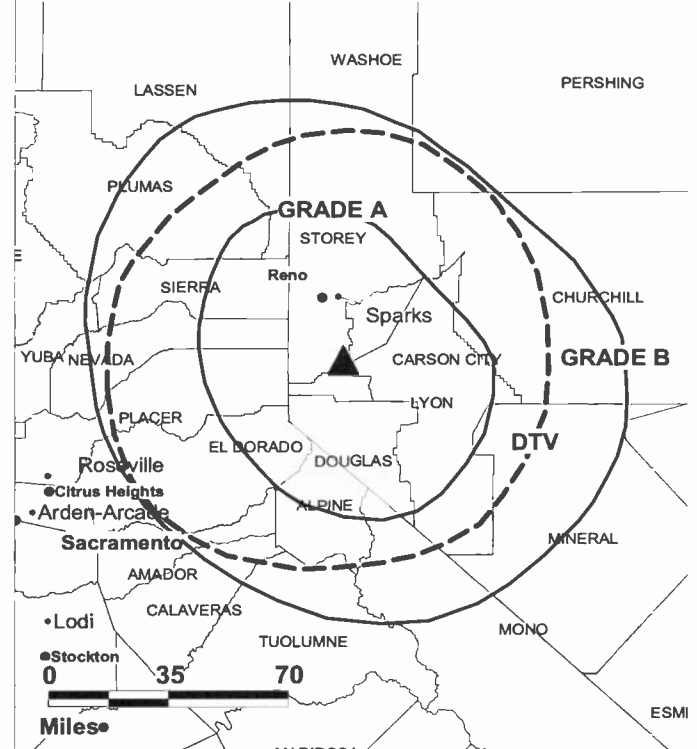 WASHOE
LASSEN
PERSHING
PLUMAS
GRADE A
STOREY
Reno
SIERRA
CHURCHILL
Sparks
YUBA NEVADA
CARSON CITY
GRADE B
LYON
PLACER
EL DORADO
DTV
DOUGLAS
Roseville
Citrus Heights
ALPINE
Arden-Arcade
Sacramento
MINERAL
AMADOR
CALAVERAS
Lodi
MONO
TUOLUMNE
Stockton
0 35 70
ESM
Miles